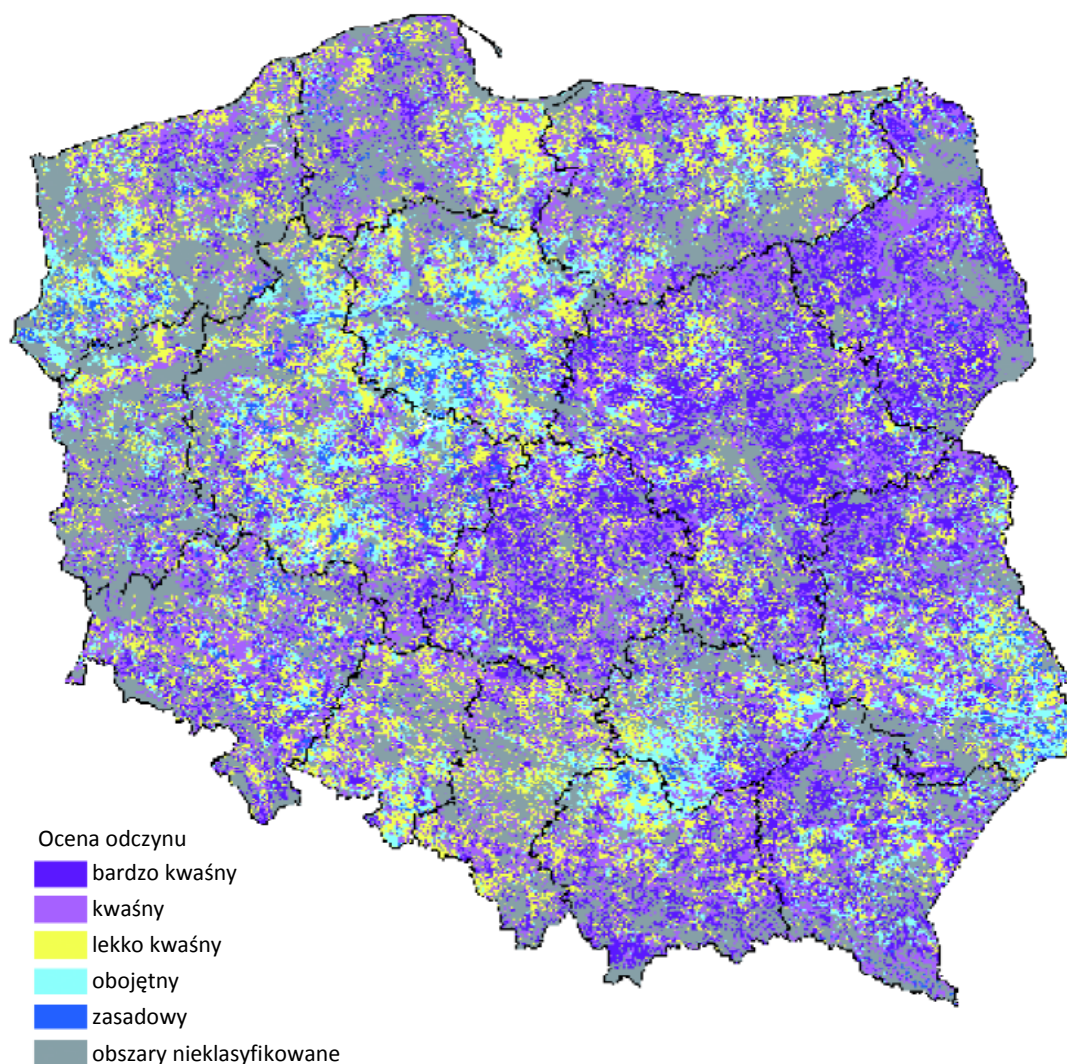 Ocena odczynu
bardzo kwaśny
kwaśny
lekko kwaśny
obojętny
zasadowy
obszary nieklasyfikowane